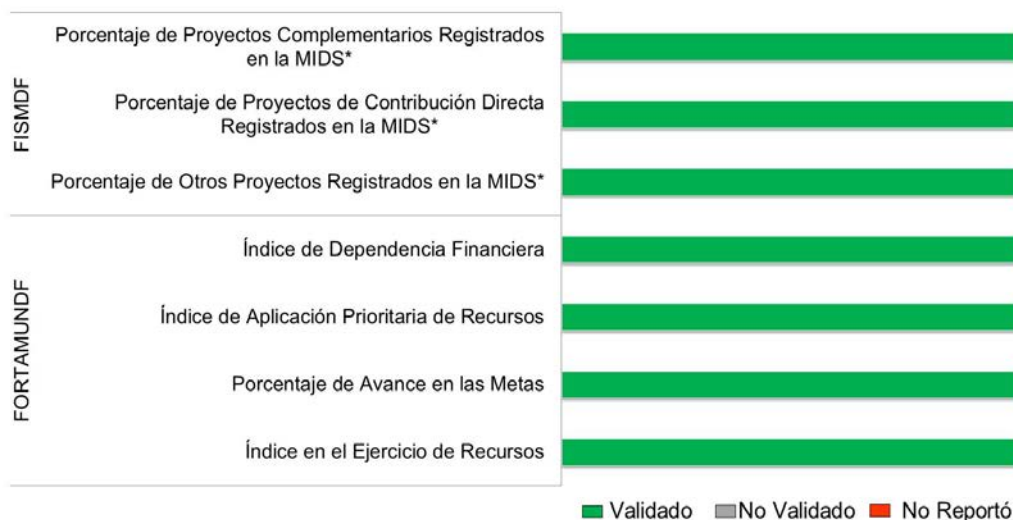 FISMDF
Porcentaje de Proyectos Complementarios Registrados
en la MIDS*
Porcentaje de Proyectos de Contribución Directa
Registrados en la MIDS*
Porcentaje de Otros Proyectos Registrados en la MIDS*
FORTAMUNDF
Índice de Dependencia Financiera
Índice de Aplicación Prioritaria de Recursos
Porcentaje de Avance en las Metas
Índice en el Ejercicio de Recursos
Validado No Validado No Reportó